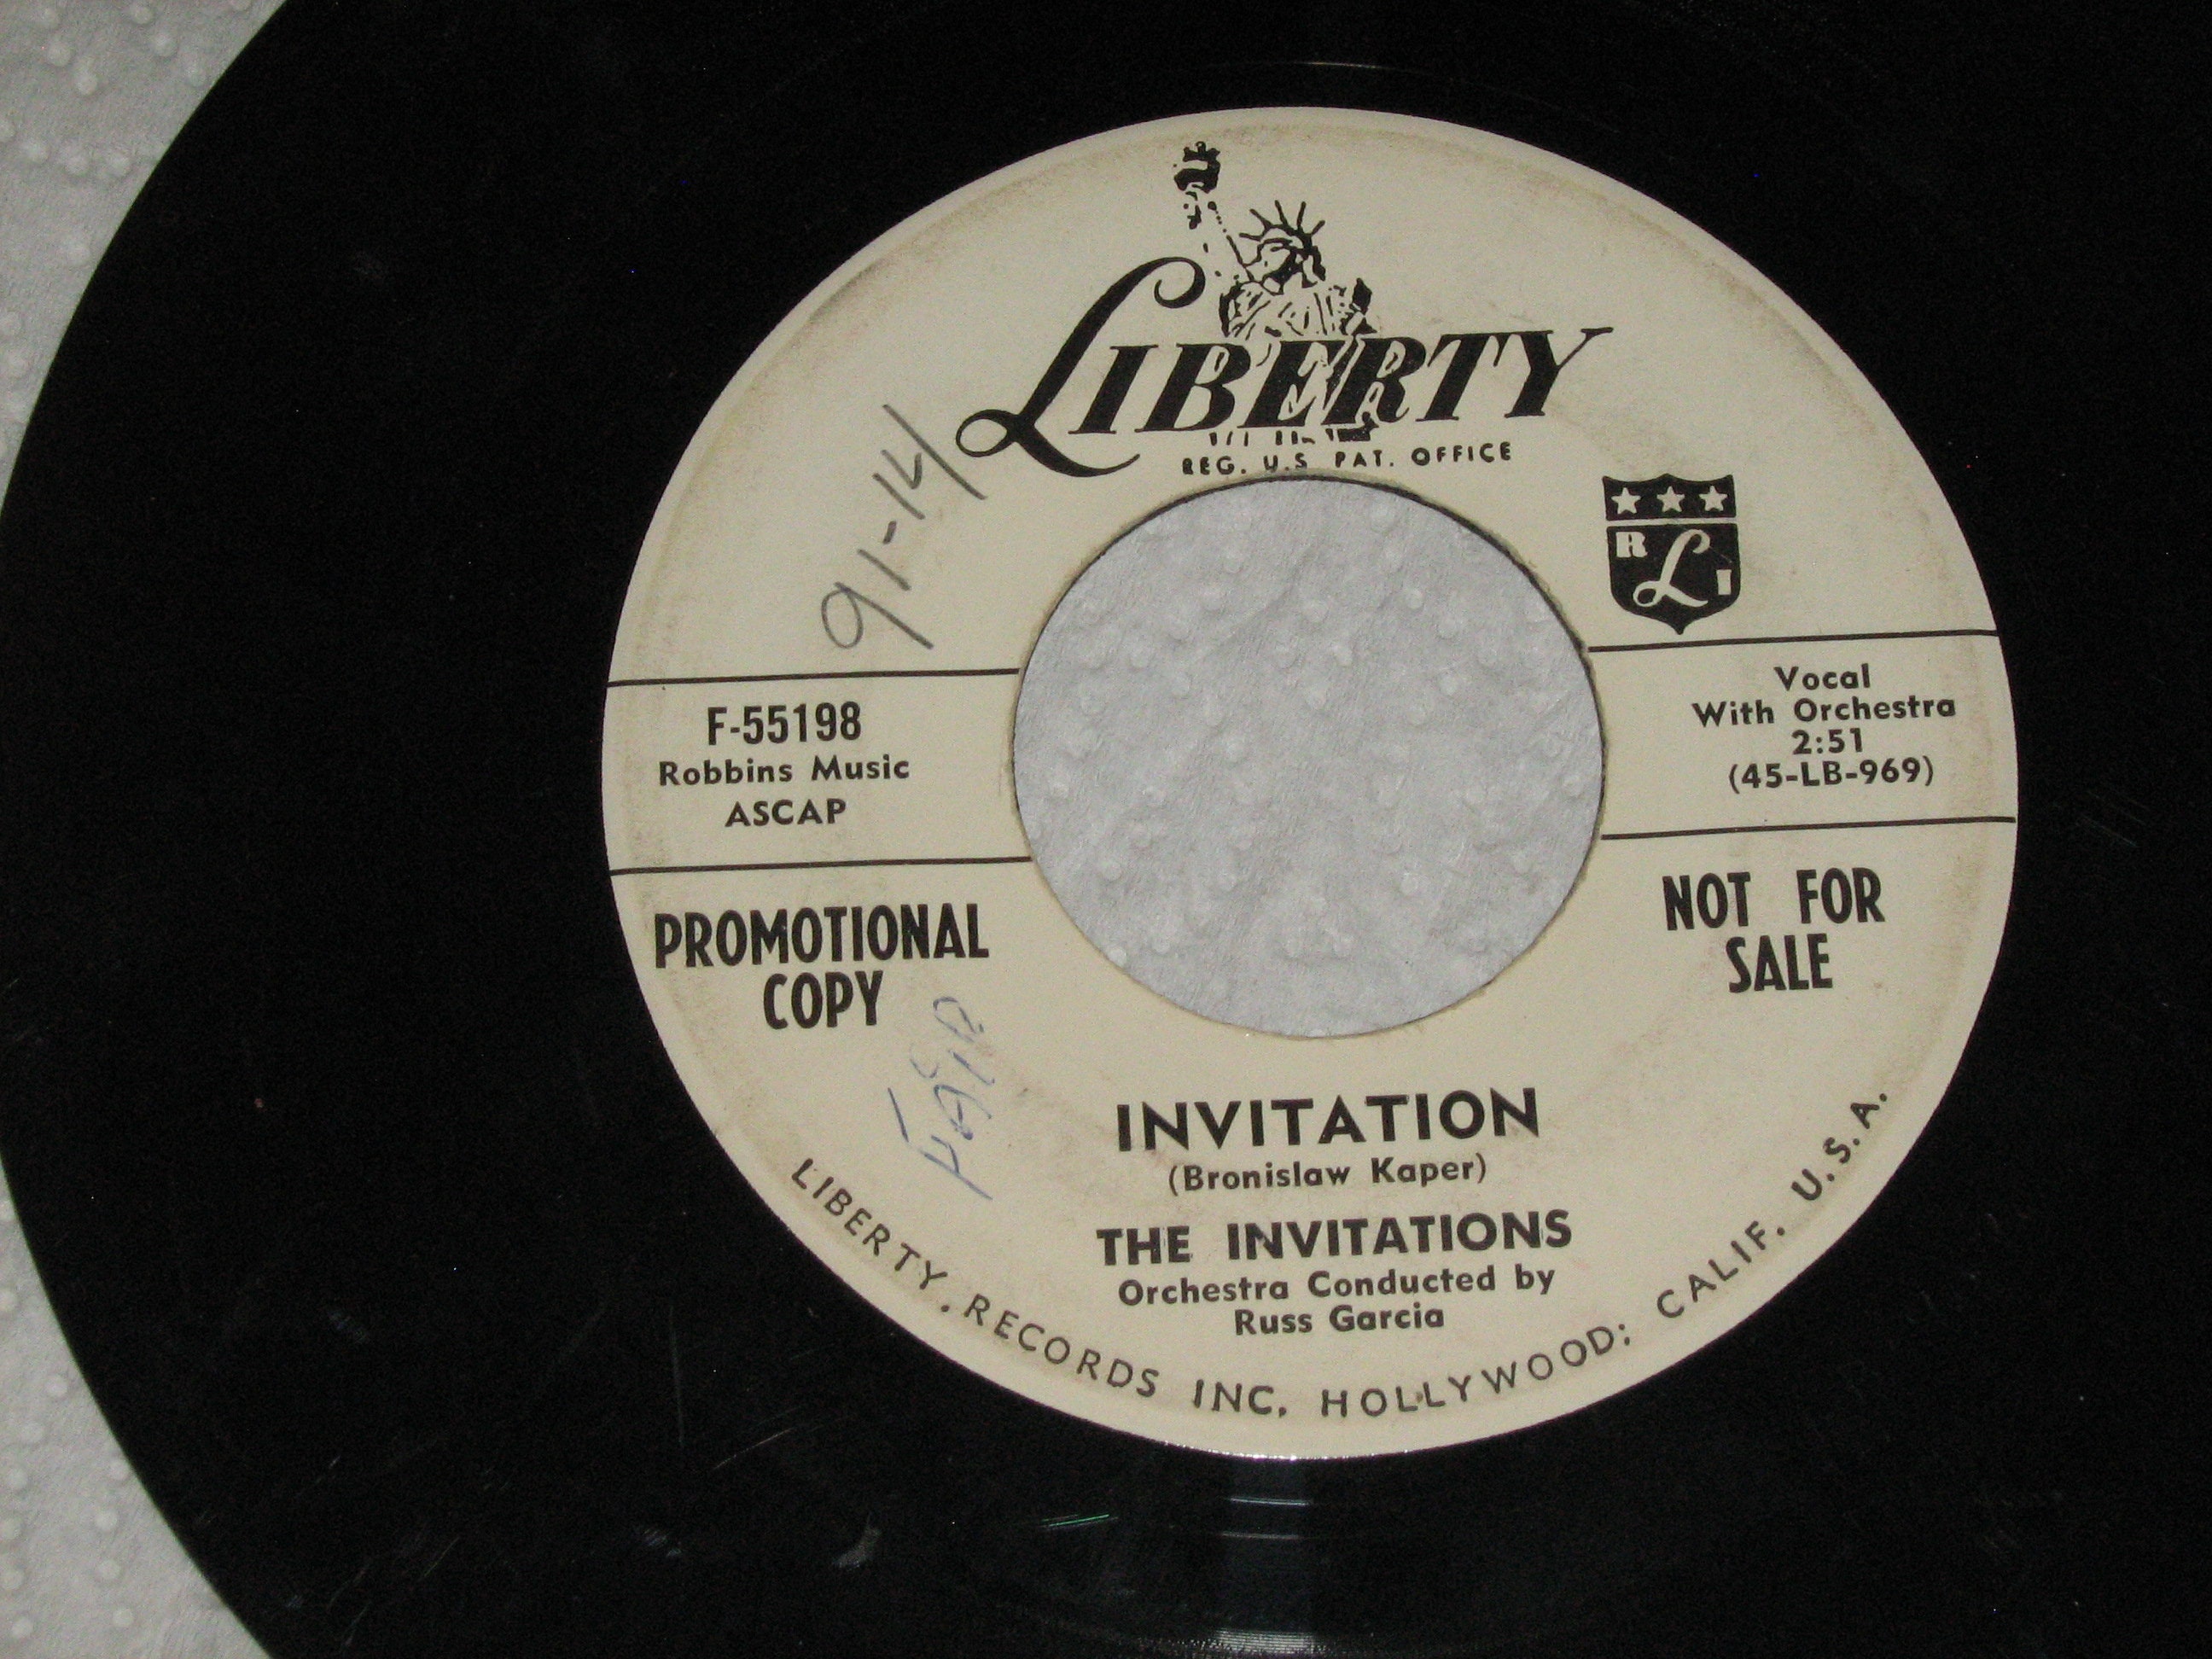 LIBERTY
REG. U.S. PAT. OFFICE
91-14
R L I
F-55198
Robbins Music
ASCAP
Vocal
With Orchestra
2:51
(45-LB-969)
PROMOTIONAL
COPY
NOT FOR
SALE
INVITATION
(Bronislaw Kaper)
THE INVITATIONS
Orchestra Conducted by
Russ Garcia
LIBERTY, RECORDS INC, HOLLYWOOD; CALIF. U.S.A.